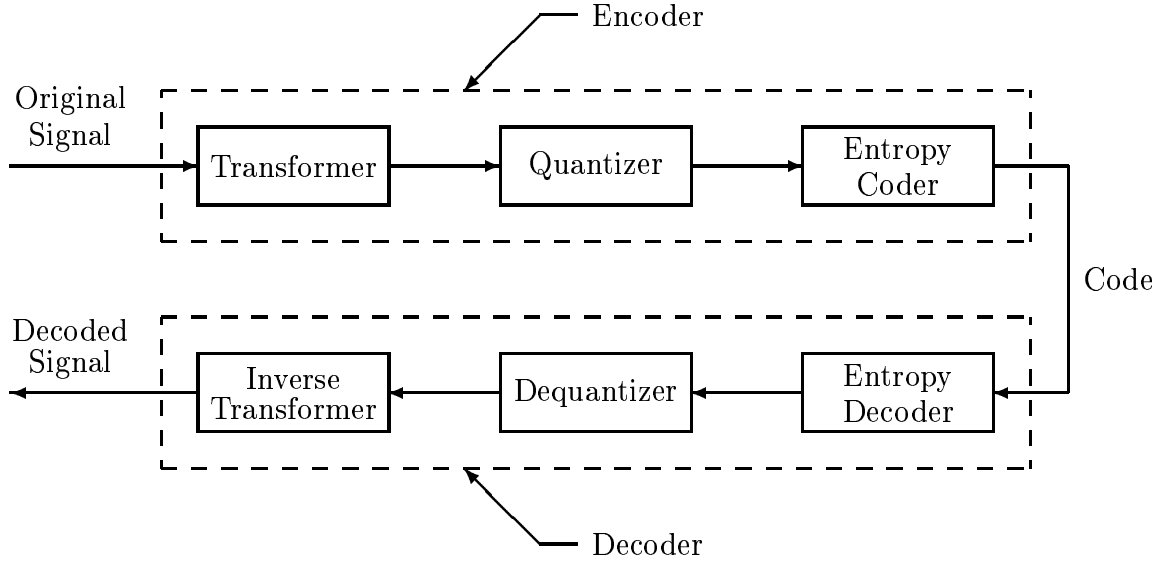 Encoder
Original
Signal
Transformer
Quantizer
Entropy
Coder
Code
Decoded
Signal
Inverse
Transformer
Dequantizer
Entropy
Decoder
Decoder